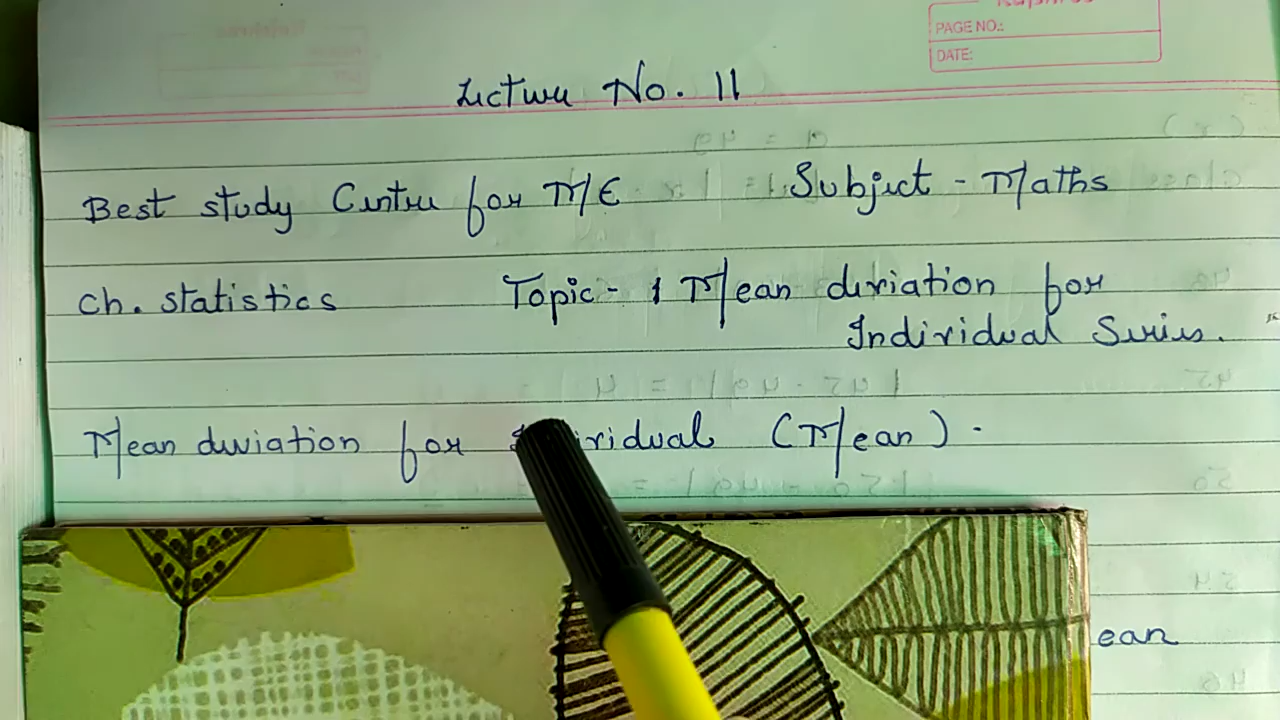 PAGE NO.:
DATE:
Lecture No. 11
Best study Centre for M/E Subject - Maths
Ch. statistics Topic - 1 Mean deviation for
Individual Series.
Mean deviation for (Mean).
ean